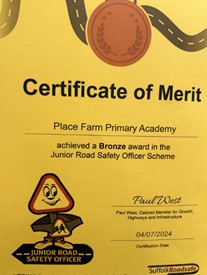 Certificate of Merit
Place Farm Primary Academy
achieved a Bronze award in the
Junior Road Safety Officer Scheme
Paul West
Paul West, Cabinet Member for Growth,
Highways and Infrastructure
04/07/2024
Certification Date
JUNIOR ROAD
SAFETY OFFICER
SuffolkRoadsafe